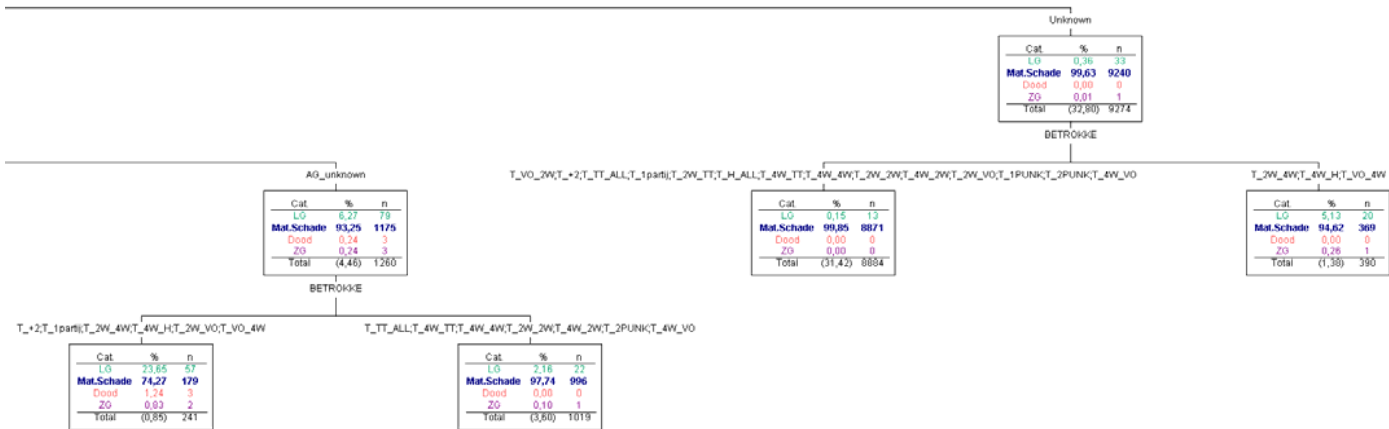 Unknown
Cat. % n
LG 0,36 33
Mat.Schade 99,63 9240
Dood 0,00 0
ZG 0,01 1
Total (32,80) 9274
BETROKKE
AG_unknown
T_VO_2W;T_+2;T_TT_ALL;T_1partij;T_2W_TT;T_H_ALL;T_4W_TT;T_4W_4W;T_2W_2W;T_4W_2W;T_2W_VO;T_1PUNK;T_2PUNK;T_4W_VO
T_2W_4W;T_4W_H;T_VO_4W
Cat. % n
LG 6,27 79
Mat.Schade 93,25 1175
Dood 0,24 3
ZG 0,24 3
Total (4,46) 1260
Cat. % n
LG 0,15 13
Mat.Schade 99,85 8871
Dood 0,00 0
ZG 0,00 0
Total (31,42) 8884
Cat. % n
LG 5,13 20
Mat.Schade 94,62 369
Dood 0,00 0
ZG 0,26 1
Total (1,38) 390
BETROKKE
T_+2;T_1partij;T_2W_4W;T_4W_H;T_2W_VO;T_VO_4W
T_TT_ALL;T_4W_TT;T_4W_4W;T_2W_2W;T_4W_2W;T_2PUNK;T_4W_VO
Cat. % n
LG 23,65 57
Mat.Schade 74,27 179
Dood 1,24 3
ZG 0,83 2
Total (0,85) 241
Cat. % n
LG 2,16 22
Mat.Schade 97,74 996
Dood 0,00 0
ZG 0,10 1
Total (3,60) 1019